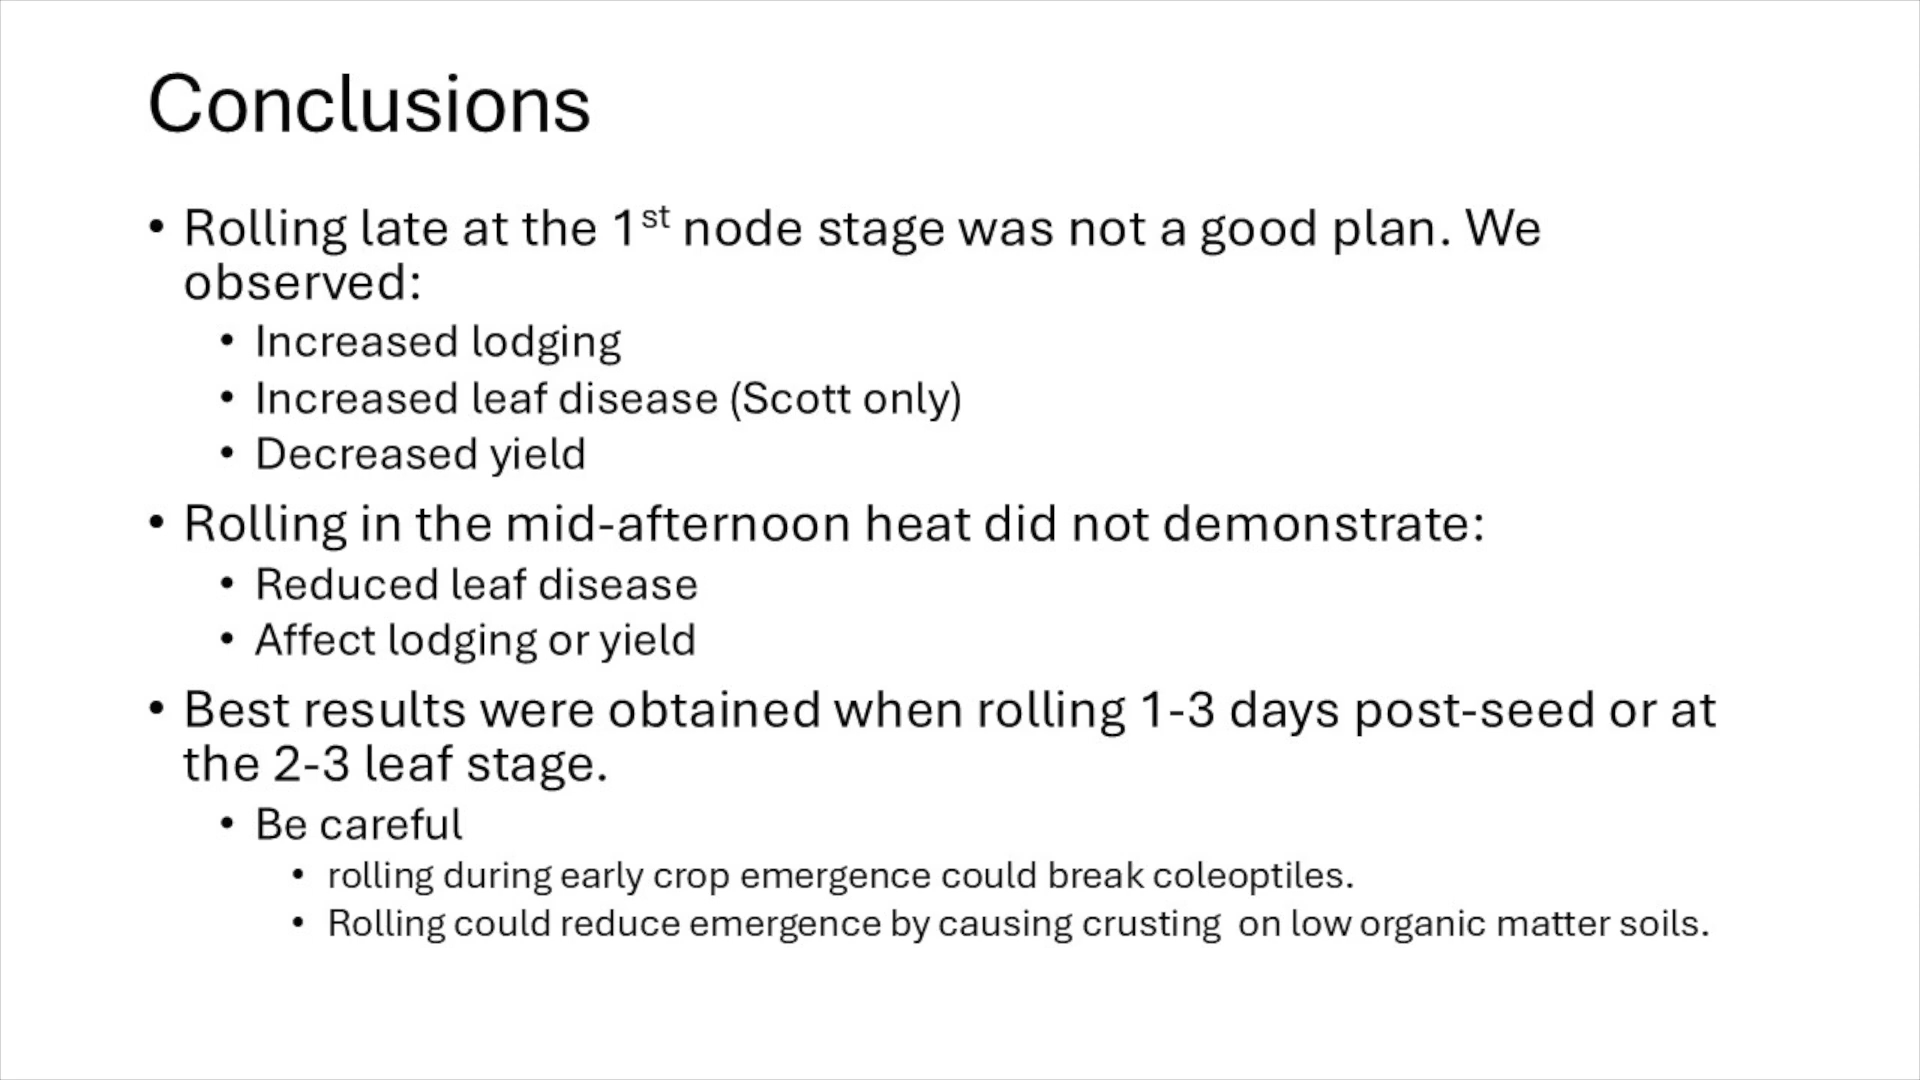 Conclusions
• Rolling late at the 1st node stage was not a good plan. We
observed:
• Increased lodging
• Increased leaf disease (Scott only)
• Decreased yield
• Rolling in the mid-afternoon heat did not demonstrate:
• Reduced leaf disease
• Affect lodging or yield
• Best results were obtained when rolling 1-3 days post-seed or at
the 2-3 leaf stage.
• Be careful
• rolling during early crop emergence could break coleoptiles.
• Rolling could reduce emergence by causing crusting  on low organic matter soils.